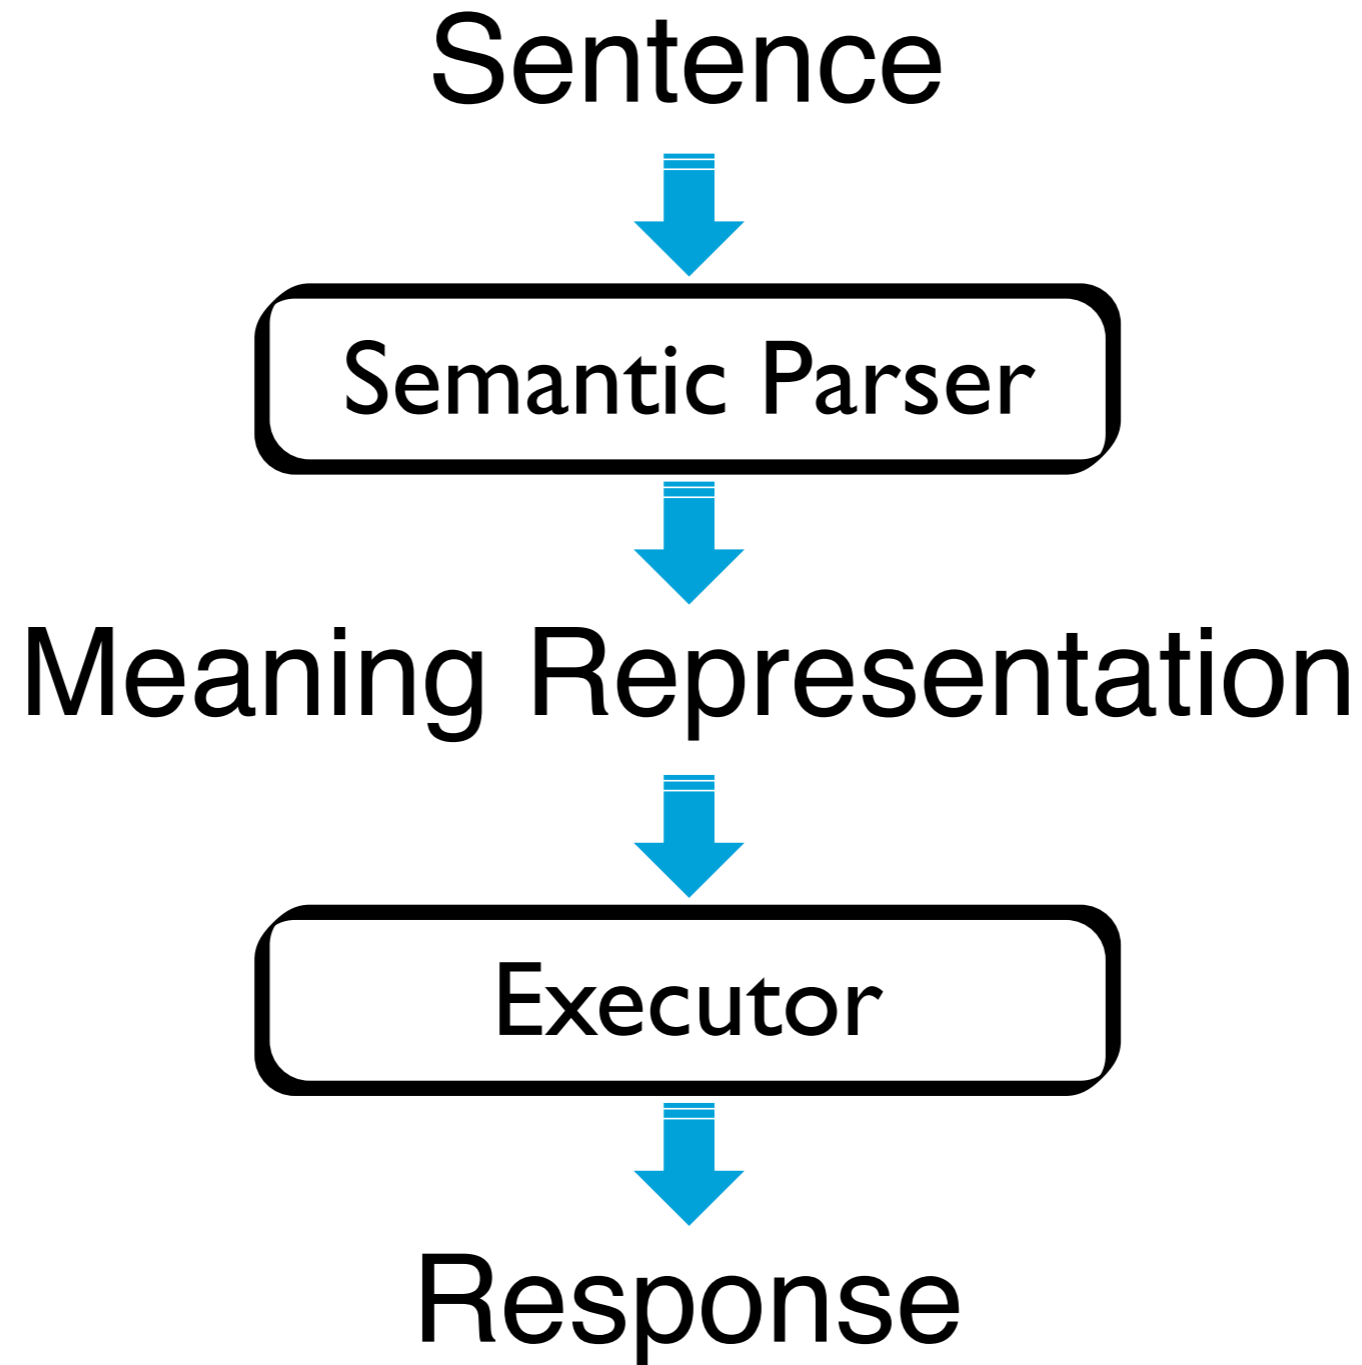 Sentence
Semantic Parser
Meaning Representation
Executor
Response